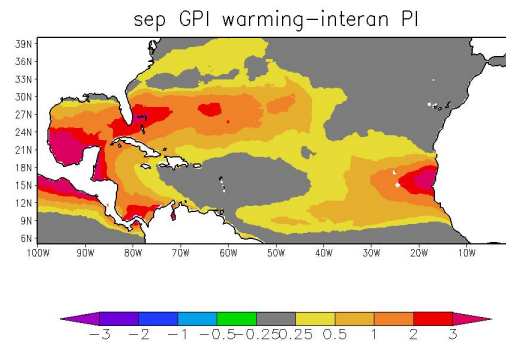 sep GPI warming-interan PI
39N
36N
33N
30N
27N
24N
21N
18N
15N
12N
9N
6N
100W 90W 80W 70W 60W 50W 40W 30W 20W 10W
-3 -2 -1 -0.5 -0.25 0.25 0.5 1 2 3